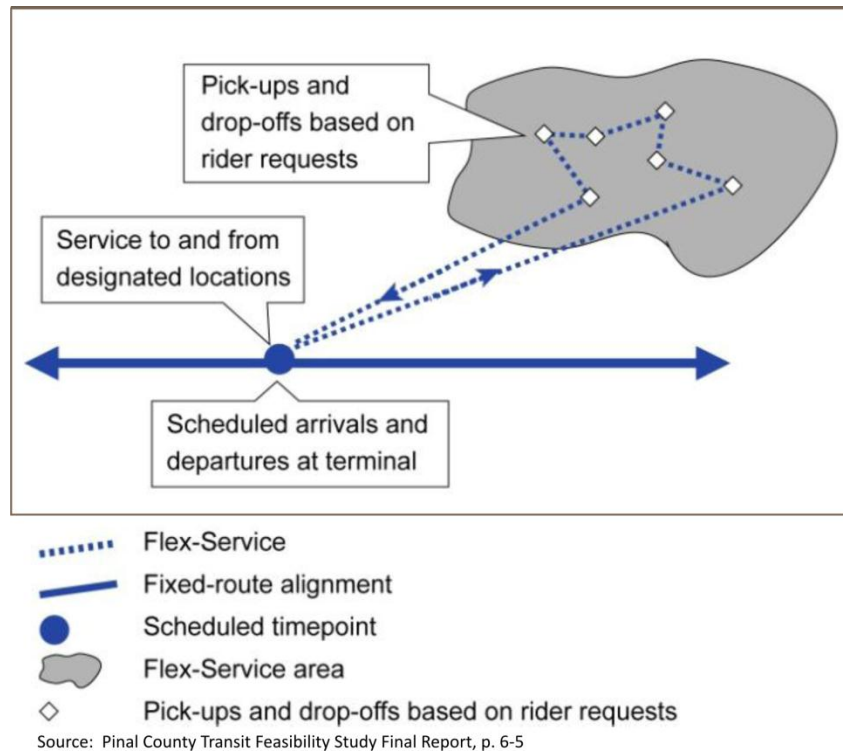 Pick-ups and
drop-offs based on
rider requests
Service to and from
designated locations
Scheduled arrivals and
departures at terminal
Flex-Service
Fixed-route alignment
Scheduled timepoint
Flex-Service area
Pick-ups and drop-offs based on rider requests
Source: Pinal County Transit Feasibility Study Final Report, p. 6-5